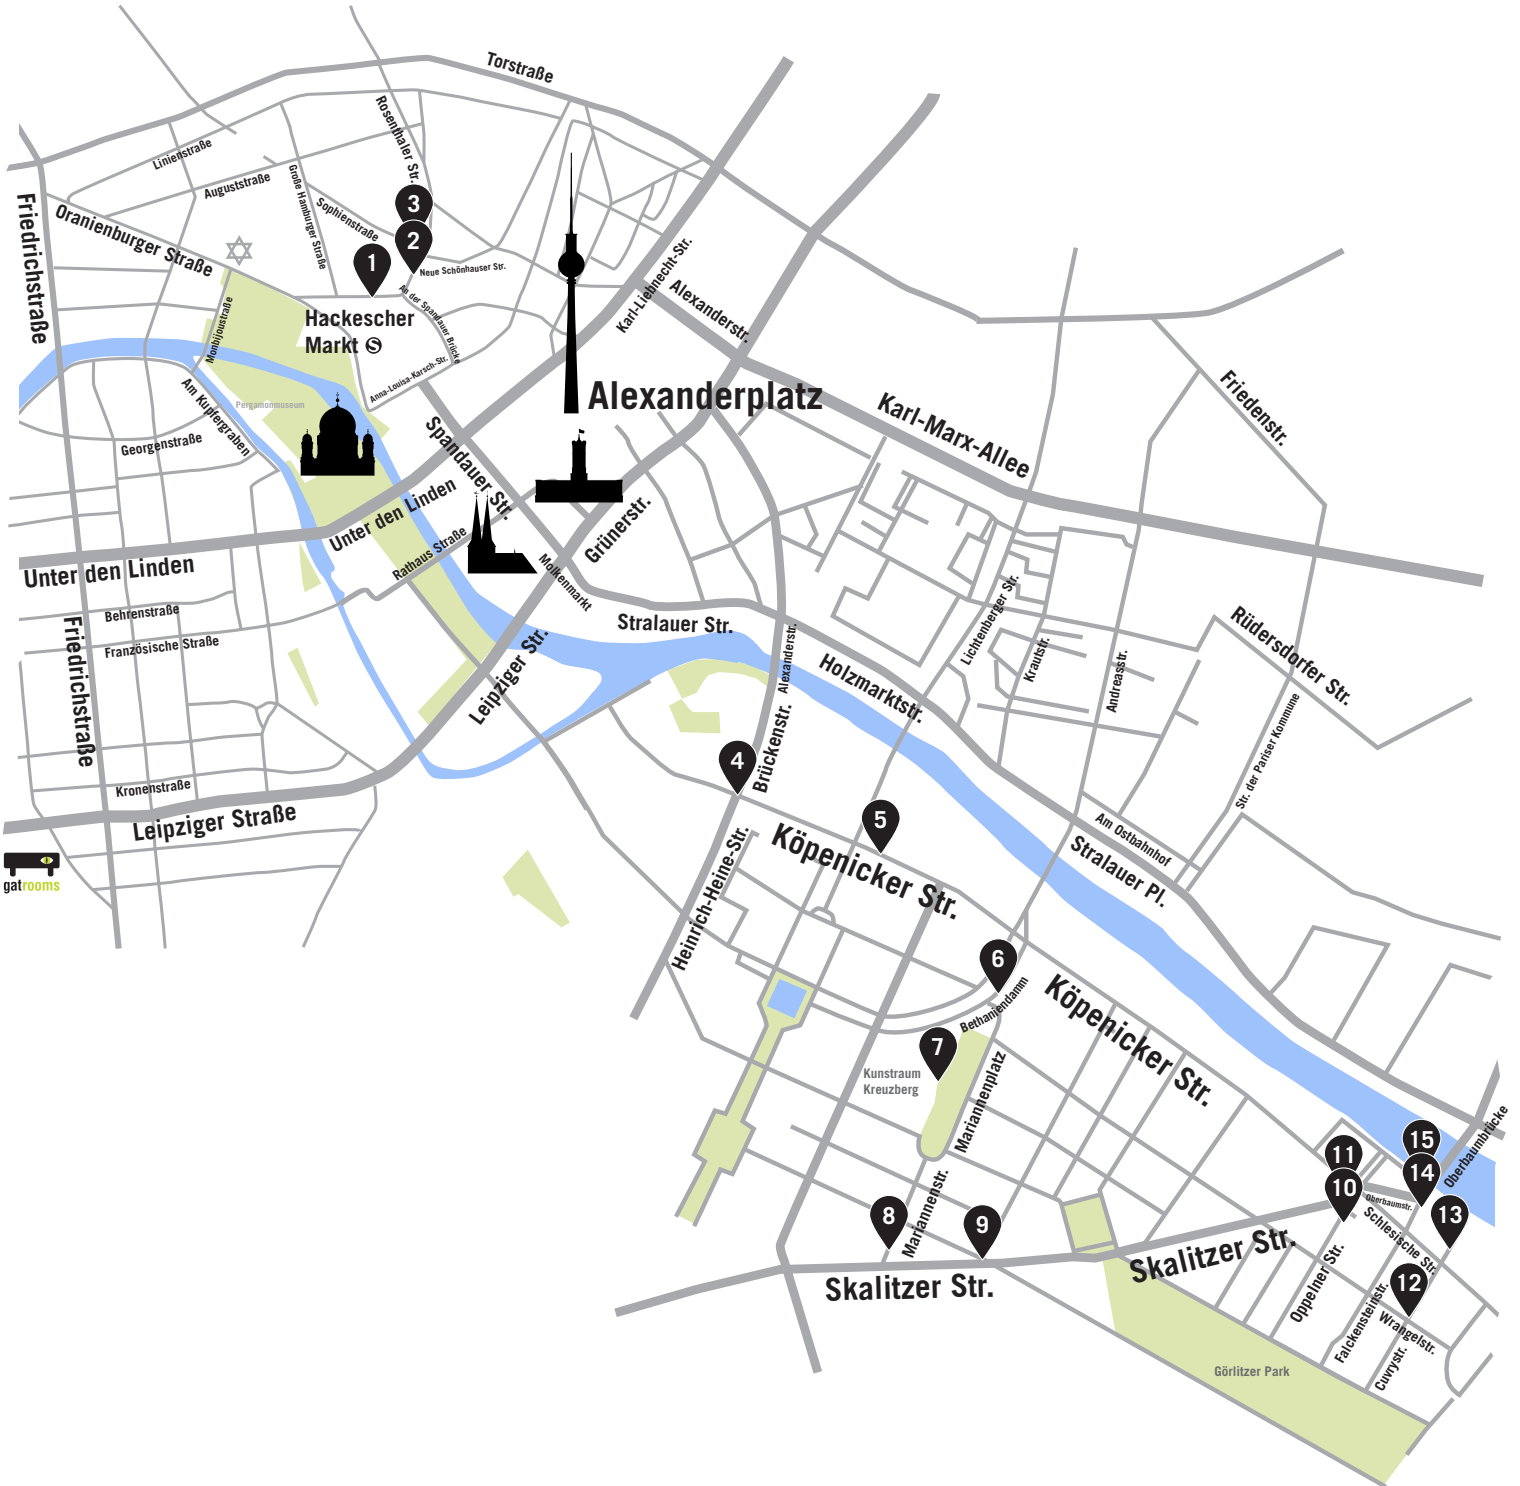 Torstraße
Rosenthaler Str.
Linienstraße
Auguststraße
Große Hamburger Straße
Sophienstraße
Friedrichstraße
Oranienburger Straße
3
2
1
Neue Schönhauser Str.
An der Spandauer Brücke
Hackescher
Markt S
Monbijoustraße
Anna-Louisa-Karsch-Str.
Karl-Liebnecht-Str.
Alexanderstr.
Alexanderplatz
Karl-Marx-Allee
Friedenstr.
Am Kupfergraben
Pergamonmuseum
Georgenstraße
Spandauer Str.
Unter den Linden
Unter den Linden
Rathaus Straße
Grünerstr.
Molkenmarkt
Behrenstraße
Französische Straße
Friedrichstraße
Stralauer Str.
Leipziger Str.
Alexanderstr.
Holzmarktstr.
Lichtenberger Str.
Krautstr.
Andreasstr.
Rüdersdorfer Str.
Str. der Pariser Kommune
Brückenstr.
4
Kronenstraße
Leipziger Straße
gatrooms
5
Köpenicker Str.
Heinrich-Heine-Str.
Am Ostbahnhof
Stralauer Pl.
6
Bethaniendamm
Köpenicker Str.
7
Kunstraum
Kreuzberg
Mariannenplatz
Mariannenstr.
8
9
Skalitzer Str.
Skalitzer Str.
11
10
15
14
13
12
Oberbaumbrücke
Oberbaumstr.
Schlesische Str.
Oppelner Str.
Falckensteinstr.
Wrangelstr.
Cuvrystr.
Görlitzer Park